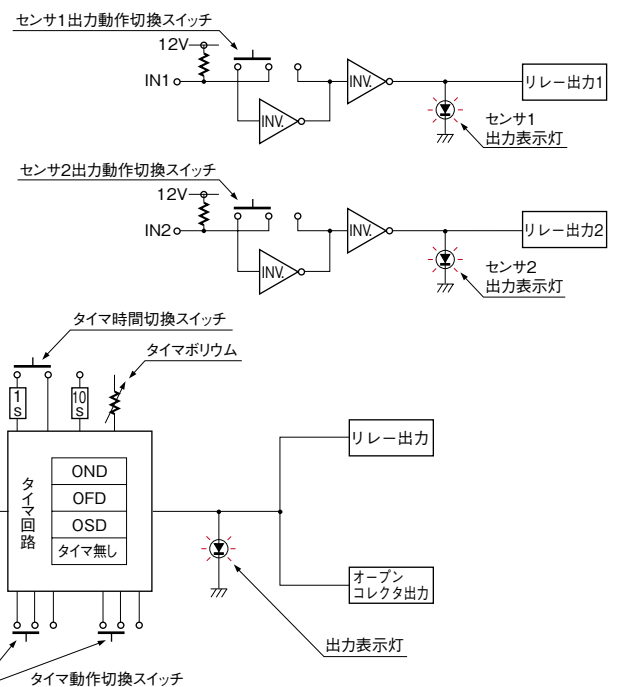 センサ1出力動作切換スイッチ
12V
IN1
INV.
INV.
リレー出力1
センサ1
出力表示灯
センサ2出力動作切換スイッチ
12V
IN2
INV.
INV.
リレー出力2
センサ2
出力表示灯
タイマ時間切換スイッチ
タイマボリウム
1s
10s
タイマ回路
OND
OFD
OSD
タイマ無し
リレー出力
オープン
コレクタ出力
出力表示灯
タイマ動作切換スイッチ